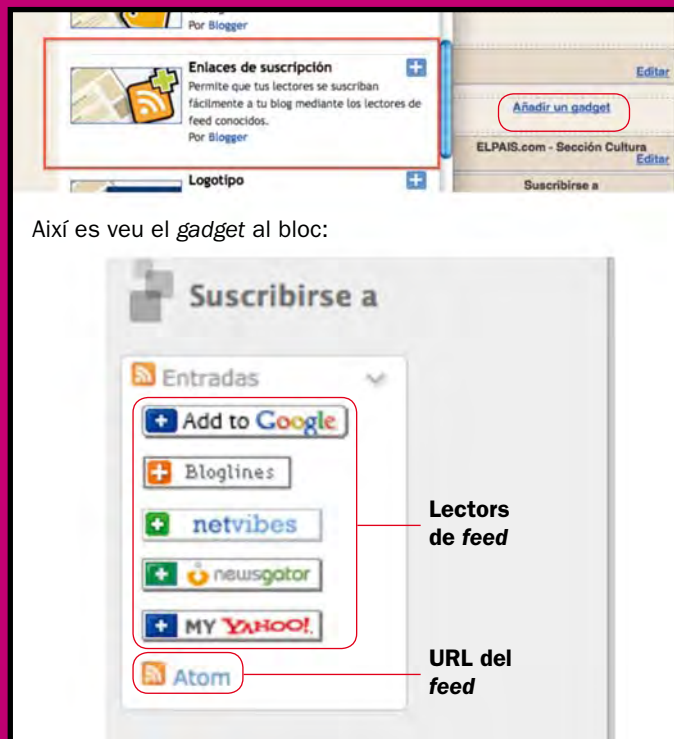 Por Blogger
Enlaces de suscripción
Permite que tus lectores se suscriban
fácilmente a tu blog mediante los lectores de
feed conocidos.
Por Blogger
Logotipo
Editar
Añadir un gadget
ELPAIS.com - Sección Cultura
Editar
Suscribirse a
Així es veu el gadget al bloc:
Suscribirse a
Entradas
Add to Google
Bloglines
netvibes
newsgator
MY YAHOO!
Atom
Lectors
de feed
URL del
feed